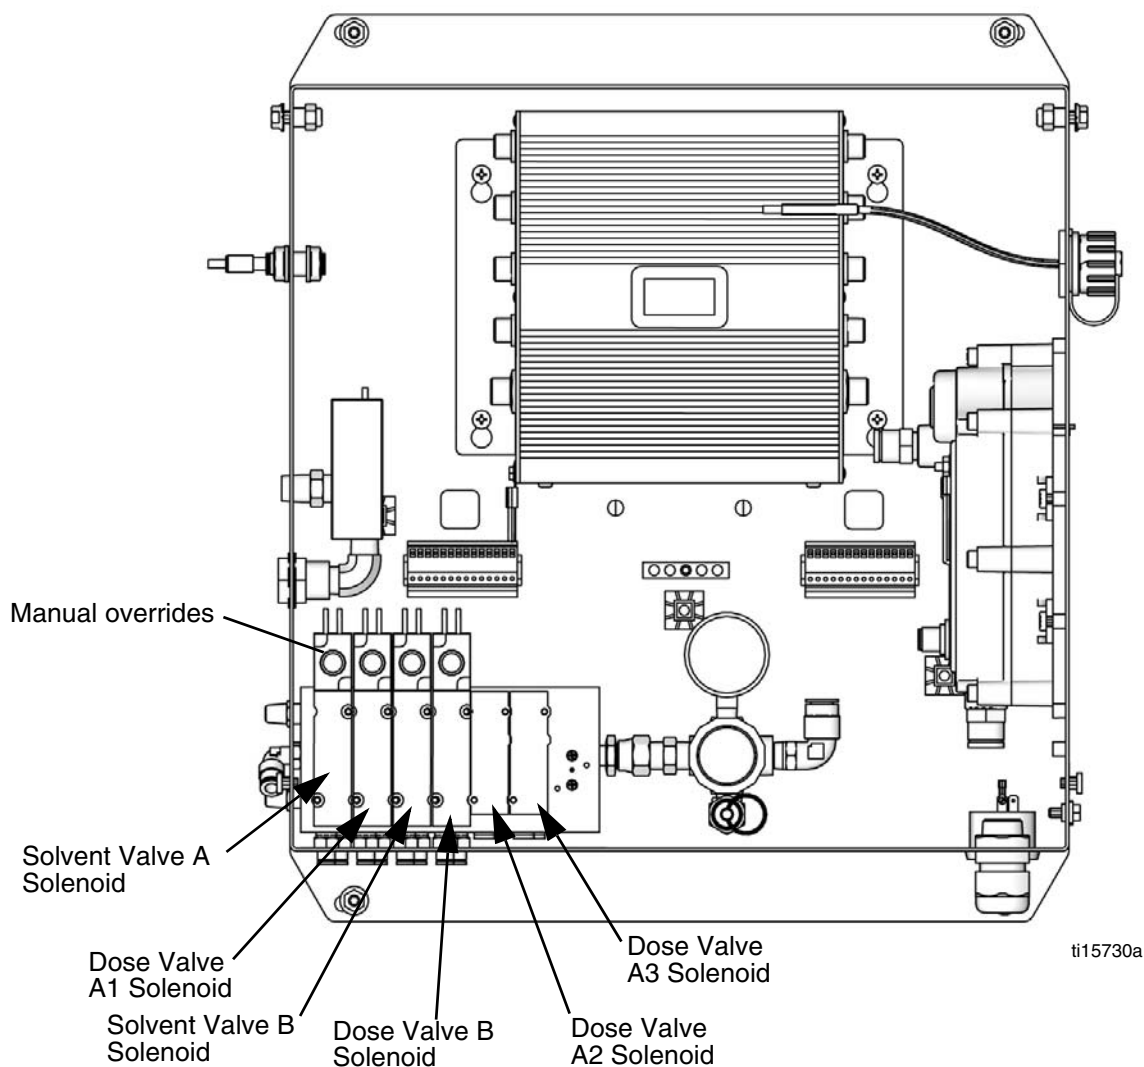 Manual overrides
Solvent Valve A
Solenoid
Dose Valve
A1 Solenoid
Solvent Valve B
Solenoid
Dose Valve B
Solenoid
Dose Valve
A2 Solenoid
Dose Valve
A3 Solenoid
ti15730a